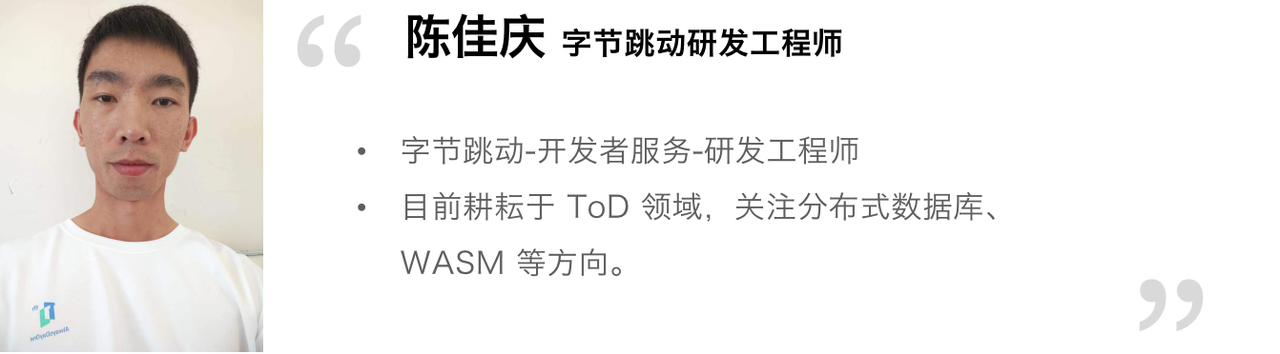 陈佳庆 字节跳动研发工程师
• 字节跳动-开发者服务-研发工程师
• 目前耕耘于 ToD 领域，关注分布式数据库、
WASM 等方向。